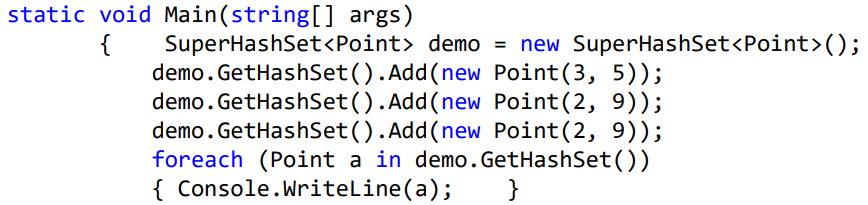 static void Main(string[] args)
{ SuperHashSet<Point> demo = new SuperHashSet<Point>();
demo.GetHashSet().Add(new Point(3, 5));
demo.GetHashSet().Add(new Point(2, 9));
demo.GetHashSet().Add(new Point(2, 9));
foreach (Point a in demo.GetHashSet())
{ Console.WriteLine(a); }